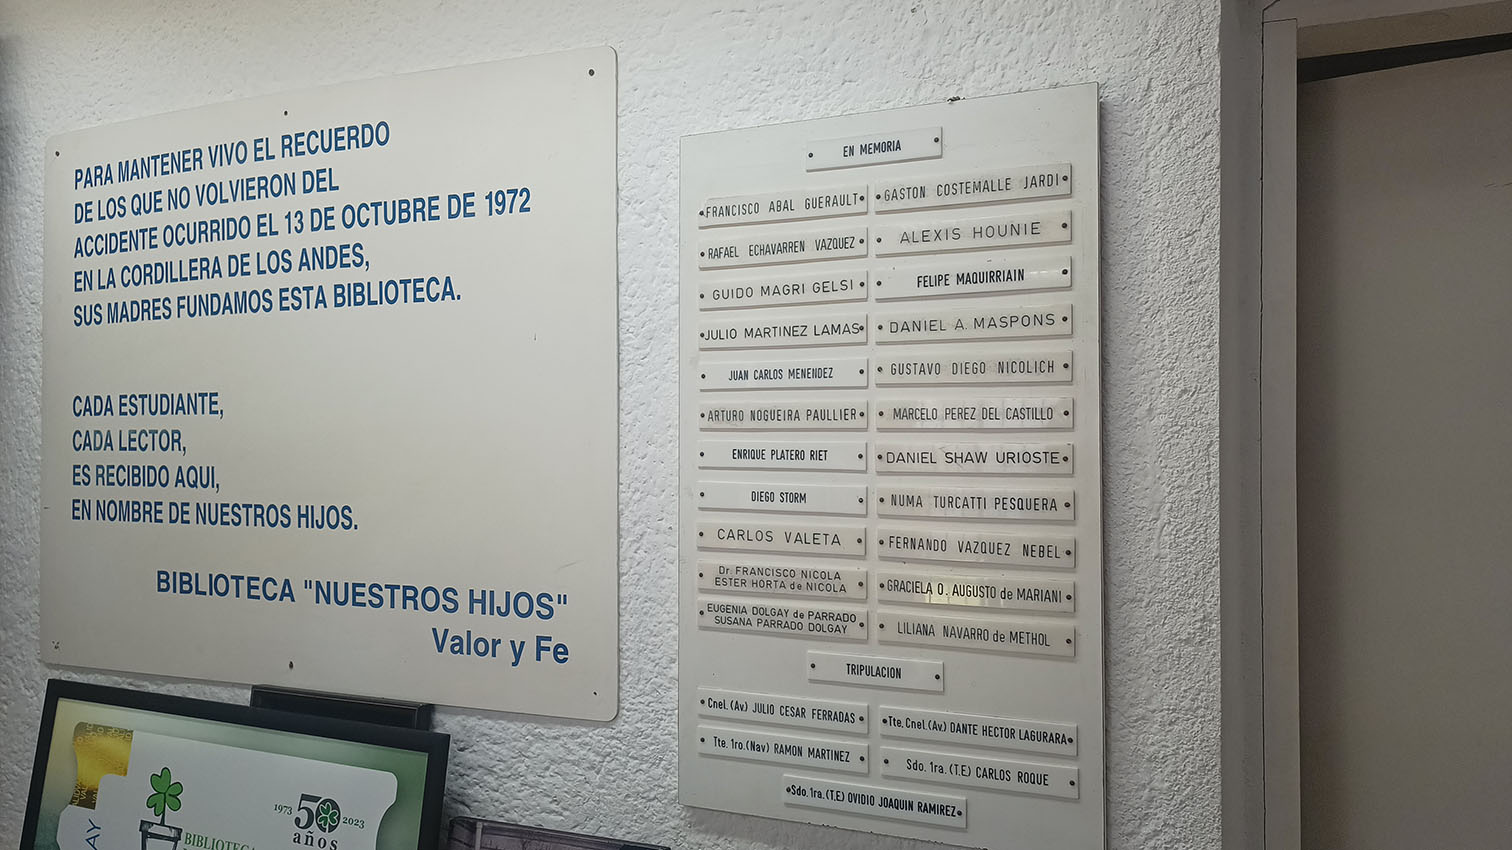 PARA MANTENER VIVO EL RECUERDO
DE LOS QUE NO VOLVIERON DEL
ACCIDENTE OCURRIDO EL 13 DE OCTUBRE DE 1972
EN LA CORDILLERA DE LOS ANDES,
SUS MADRES FUNDAMOS ESTA BIBLIOTECA.
CADA ESTUDIANTE,
CADA LECTOR,
ES RECIBIDO AQUI,
EN NOMBRE DE NUESTROS HIJOS.
BIBLIOTECA "NUESTROS HIJOS"
Valor y Fe
EN MEMORIA
FRANCISCO ABAL GUERAULT
GASTON COSTEMALLE JARDI
RAFAEL ECHAVARREN VAZQUEZ
ALEXIS HOUNIE
GUIDO MAGRI GELSI
FELIPE MAQUIRRIAIN
JULIO MARTINEZ LAMAS
DANIEL A. MASPONS
JUAN CARLOS MENENDEZ
GUSTAVO DIEGO NICOLICH
ARTURO NOGUEIRA PAULLIER
MARCELO PEREZ DEL CASTILLO
ENRIQUE PLATERO RIET
DANIEL SHAW URIOSTE
DIEGO STORM
NUMA TURCATTI PESQUERA
CARLOS VALETA
FERNANDO VAZQUEZ NEBEL
Dr. FRANCISCO NICOLA
ESTER HORTA de NICOLA
GRACIELA O. AUGUSTO de MARIANI
EUGENIA DOLGAY de PARRADO
SUSANA PARRADO DOLGAY
LILIANA NAVARRO de METHOL
TRIPULACION
Cnel. (Av.) JULIO CESAR FERRADAS
Tte. Cnel. (Av.) DANTE HECTOR LAGURARA
Tte. 1ro. (Nav) RAMON MARTINEZ
Sdo. 1ra. (T.E) CARLOS ROQUE
Sdo. 1ra. (T.E) OVIDIO JOAQUIN RAMIREZ
1973 50 2023
años
BIBLIOTECA
AY